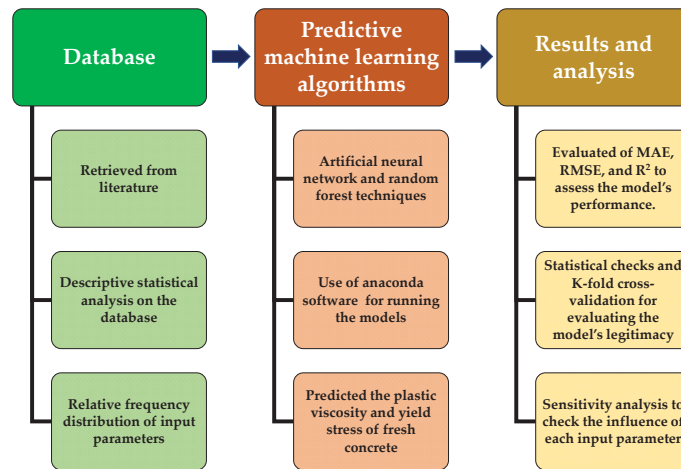 Database
Retrieved from
literature
Descriptive statistical
analysis on the
database
Relative frequency
distribution of input
parameters
Predictive
machine learning
algorithms
Artificial neural
network and random
forest techniques
Use of anaconda
software for running
the models
Predicted the plastic
viscosity and yield
stress of fresh
concrete
Results and
analysis
Evaluated of MAE,
RMSE, and R² to
assess the model's
performance.
Statistical checks and
K-fold cross-
validation for
evaluating the
model's legitimacy
Sensitivity analysis to
check the influence of
each input parameter